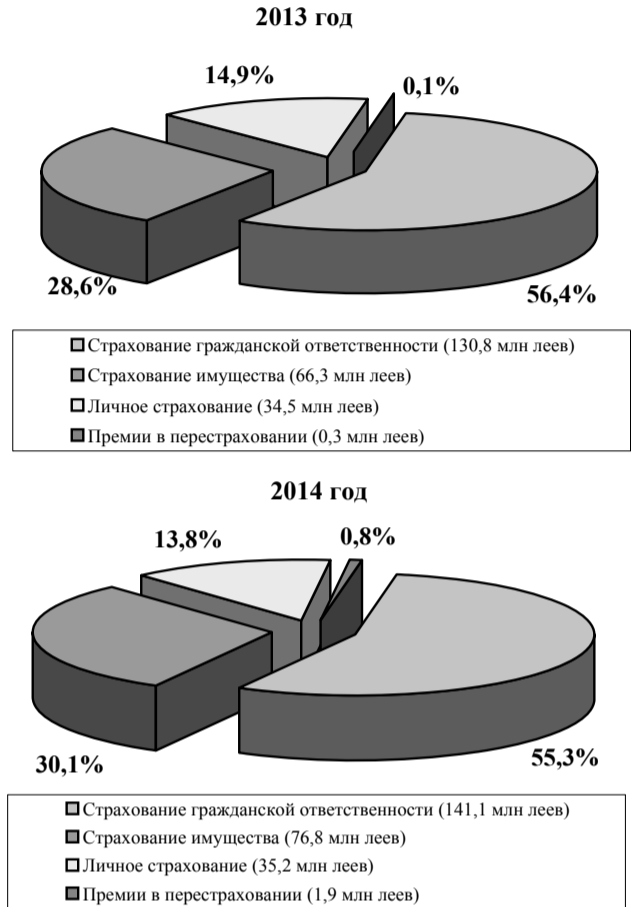 2013 год
14,9%
0,1%
28,6%
56,4%
Страхование гражданской ответственности (130,8 млн леев)
Страхование имущества (66,3 млн леев)
Личное страхование (34,5 млн леев)
Премии в перестраховании (0,3 млн леев)
2014 год
13,8%
0,8%
30,1%
55,3%
Страхование гражданской ответственности (141,1 млн леев)
Страхование имущества (76,8 млн леев)
Личное страхование (35,2 млн леев)
Премии в перестраховании (1,9 млн леев)